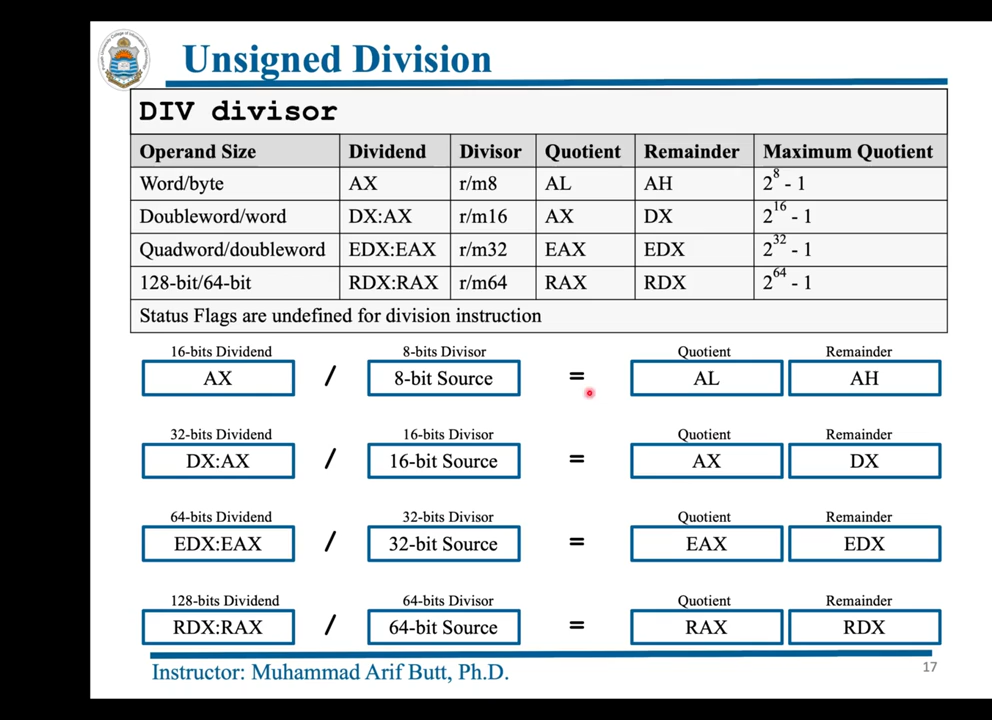 Unsigned Division
DIV divisor
Operand Size Dividend Divisor Quotient Remainder Maximum Quotient
Word/byte AX r/m8 AL AH 2^8 - 1
Doubleword/word DX:AX r/m16 AX DX 2^16 - 1
Quadword/doubleword EDX:EAX r/m32 EAX EDX 2^32 - 1
128-bit/64-bit RDX:RAX r/m64 RAX RDX 2^64 - 1
Status Flags are undefined for division instruction
16-bits Dividend 8-bits Divisor Quotient Remainder
AX / 8-bit Source = AL AH
32-bits Dividend 16-bits Divisor Quotient Remainder
DX:AX / 16-bit Source = AX DX
64-bits Dividend 32-bits Divisor Quotient Remainder
EDX:EAX / 32-bit Source = EAX EDX
128-bits Dividend 64-bits Divisor Quotient Remainder
RDX:RAX / 64-bit Source = RAX RDX
Instructor: Muhammad Arif Butt, Ph.D. 17